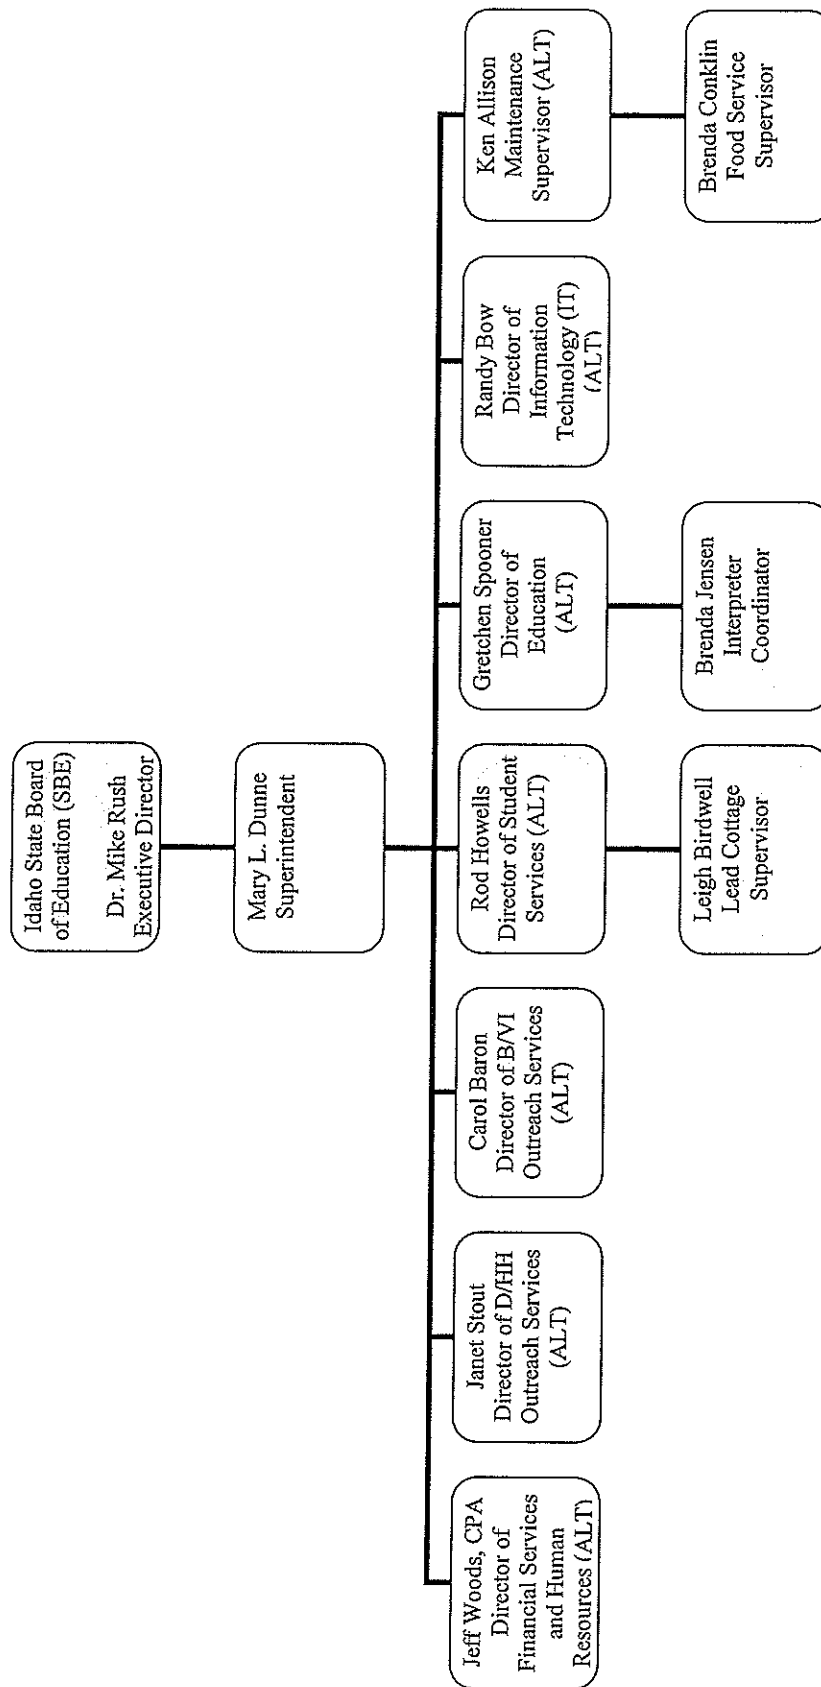 Idaho State Board
of Education (SBE)
Dr. Mike Rush
Executive Director
Mary L. Dunne
Superintendent
Jeff Woods, CPA
Director of
Financial Services
and Human
Resources (ALT)
Janet Stout
Director of D/HH
Outreach Services
(ALT)
Carol Baron
Director of B/VI
Outreach Services
(ALT)
Rod Howells
Director of Student
Services (ALT)
Gretchen Spooner
Director of
Education
(ALT)
Randy Bow
Director of
Information
Technology (IT)
(ALT)
Ken Allison
Maintenance
Supervisor (ALT)
Leigh Birdwell
Lead Cottage
Supervisor
Brenda Jensen
Interpreter
Coordinator
Brenda Conklin
Food Service
Supervisor